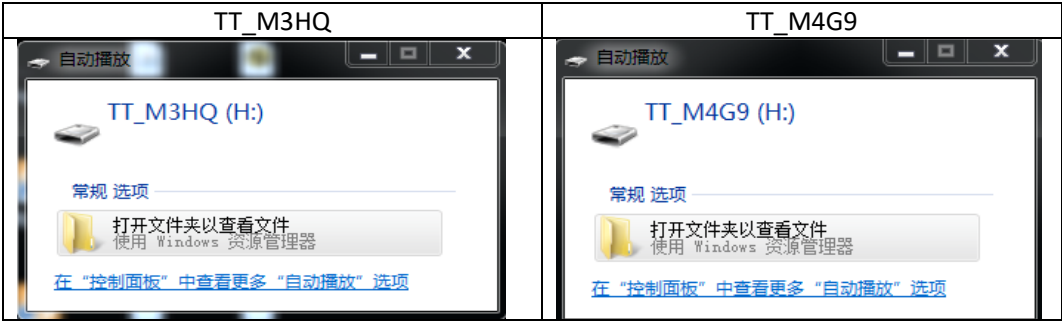 TT_M3HQ
自动播放
TT_M3HQ (H:)
常规 选项
打开文件夹以查看文件
使用 Windows 资源管理器
在“控制面板”中查看更多“自动播放”选项
TT_M4G9
自动播放
TT_M4G9 (H:)
常规 选项
打开文件夹以查看文件
使用 Windows 资源管理器
在“控制面板”中查看更多“自动播放”选项